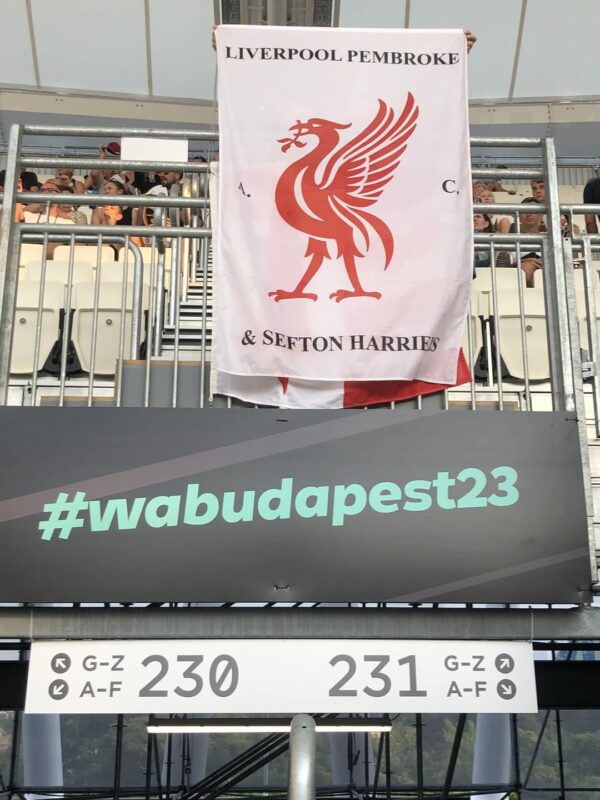 LIVERPOOL PEMBROKE
A. C.
& SEFTON HARRIERS
#wabudapest23
G-Z 230 231 G-Z
A-F A-F